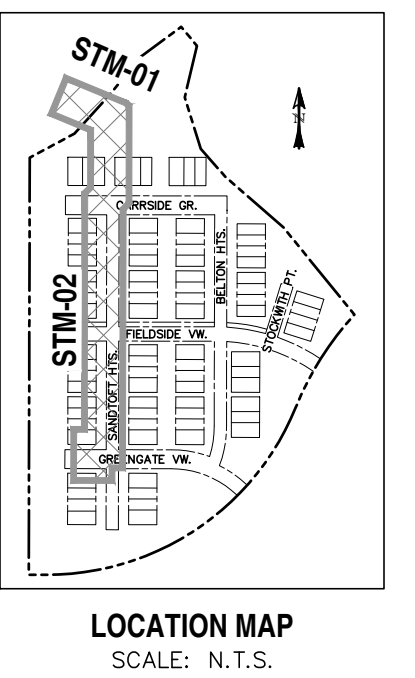 STM-01
N
CARRSIDE GR.
BELTON HTS.
STOCKWITH PT.
STM-02
FIELDSIDE VW.
SANDTOFT HTS.
GREENGATE VW.
LOCATION MAP
SCALE: N.T.S.